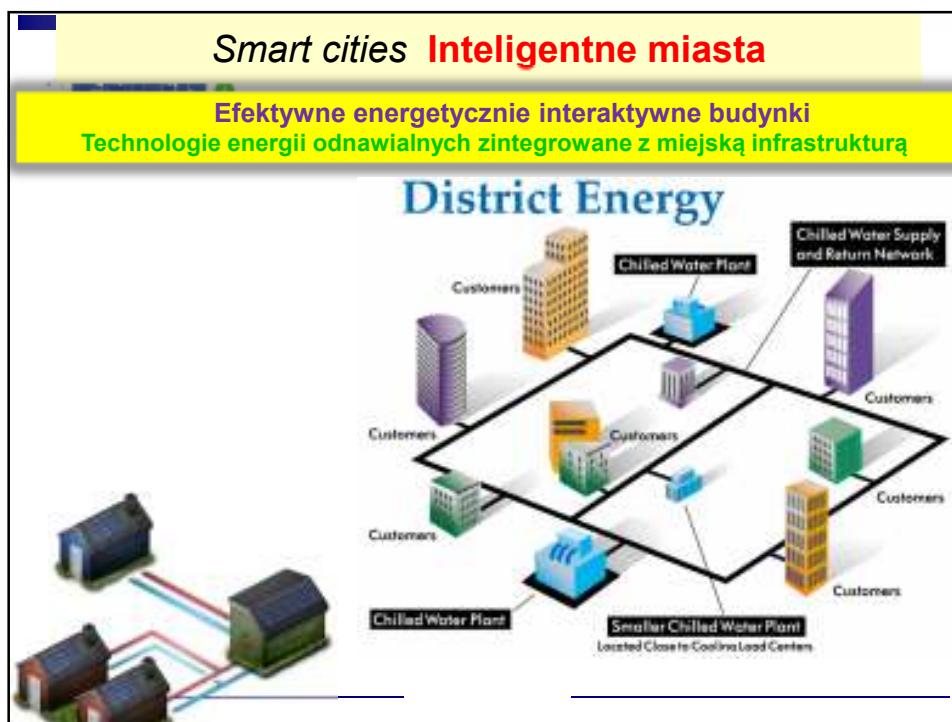 Smart cities Inteligentne miasta
Efektywne energetycznie interaktywne budynki
Technologie energii odnawialnych zintegrowane z miejską infrastrukturą
District Energy
Chilled Water Supply
and Return Network
Chilled Water Plant
Customers
Customers
Customers
Customers
Customers
Customers
Customers
Chilled Water Plant
Smaller Chilled Water Plant
Located Close to Cooling Load Centers